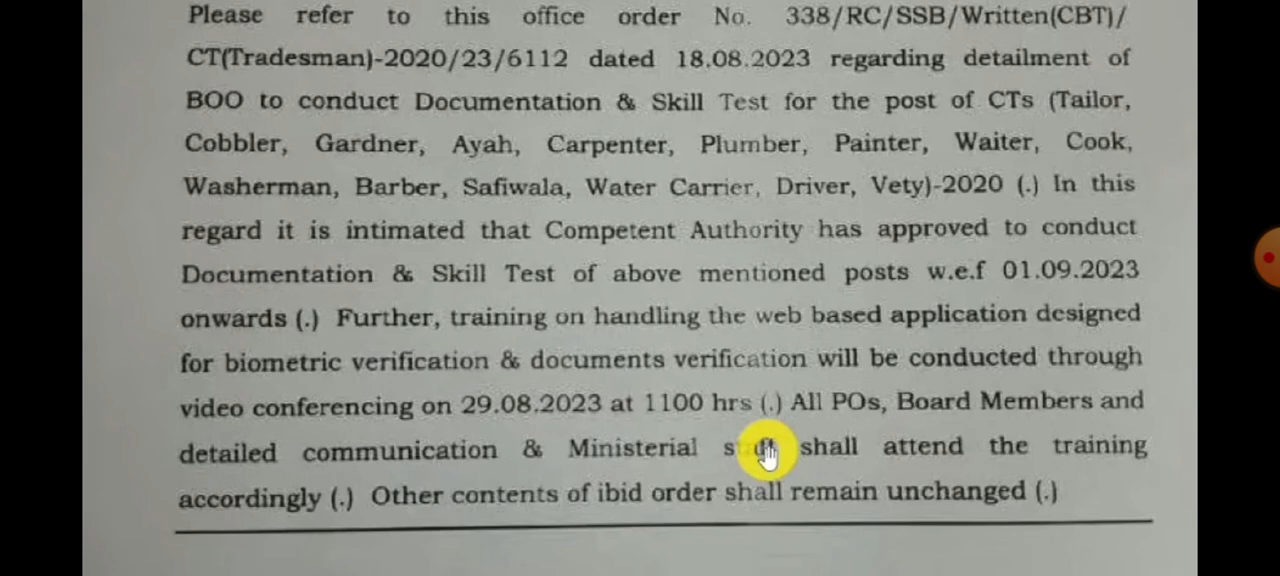 Please refer to this office order No. 338/RC/SSB/Written(CBT)/
CT(Tradesman)-2020/23/6112 dated 18.08.2023 regarding detailment of
BOO to conduct Documentation & Skill Test for the post of CTs (Tailor,
Cobbler, Gardner, Ayah, Carpenter, Plumber, Painter, Waiter, Cook,
Washerman, Barber, Safiwala, Water Carrier, Driver, Vety)-2020 (.) In this
regard it is intimated that Competent Authority has approved to conduct
Documentation & Skill Test of above mentioned posts w.e.f 01.09.2023
onwards (.) Further, training on handling the web based application designed
for biometric verification & documents verification will be conducted through
video conferencing on 29.08.2023 at 1100 hrs (.) All POs, Board Members and
detailed communication & Ministerial shall attend the training
accordingly (.) Other contents of ibid order shall remain unchanged (.)